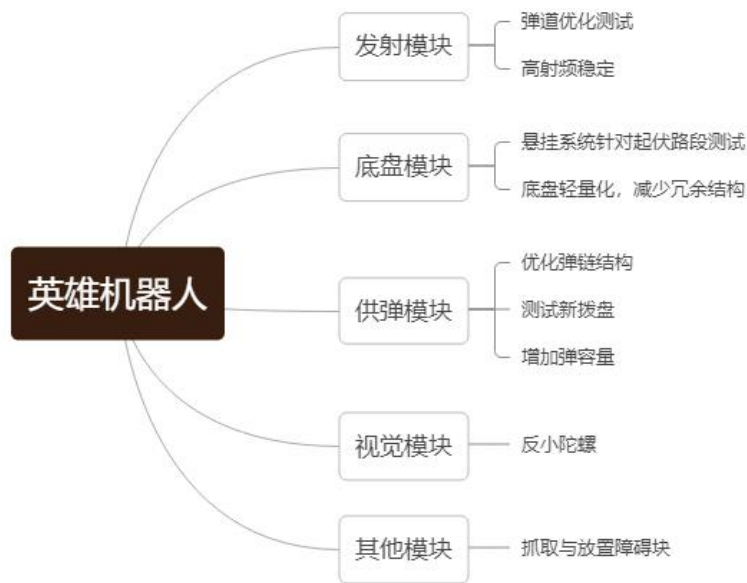 英雄机器人
发射模块
弹道优化测试
高射频稳定
底盘模块
悬挂系统针对起伏路段测试
底盘轻量化，减少冗余结构
供弹模块
优化弹链结构
测试新拨盘
增加弹容量
视觉模块
反小陀螺
其他模块
抓取与放置障碍块